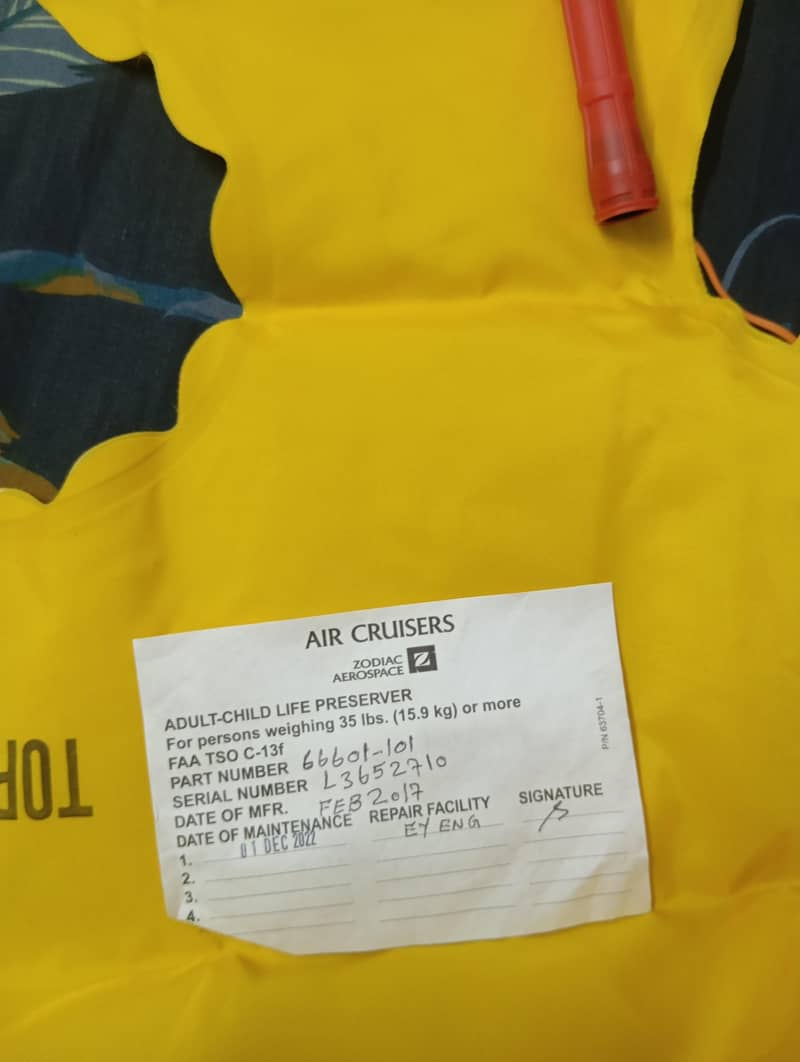 AIR CRUISERS
ZODIAC
AEROSPACE
ADULT-CHILD LIFE PRESERVER
For persons weighing 35 lbs. (15.9 kg) or more
FAA TSO C-13f
PART NUMBER 66601-101
SERIAL NUMBER L3652710
DATE OF MFR. FEB 2017
DATE OF MAINTENANCE REPAIR FACILITY SIGNATURE
1. 01 DEC 2022 EY ENG
2.
3.
4.
P/N 63704-1